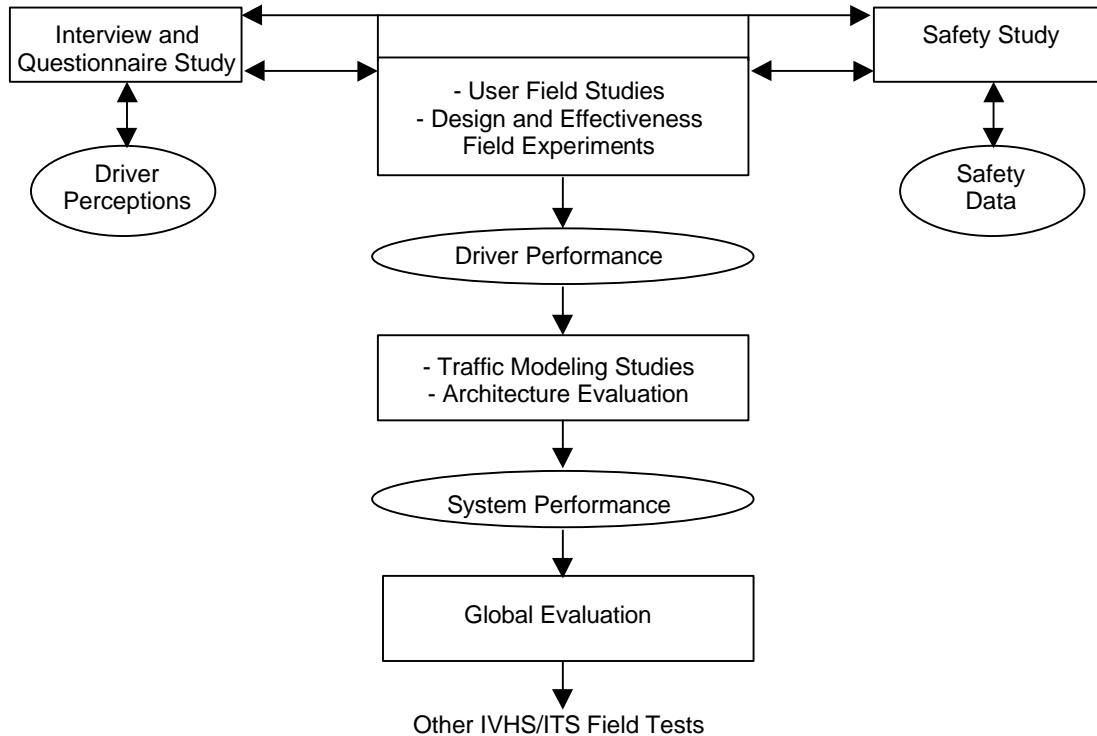 Interview and
Questionnaire Study
Safety Study
- User Field Studies
- Design and Effectiveness
Field Experiments
Driver
Perceptions
Safety
Data
Driver Performance
- Traffic Modeling Studies
- Architecture Evaluation
System Performance
Global Evaluation
Other IVHS/ITS Field Tests